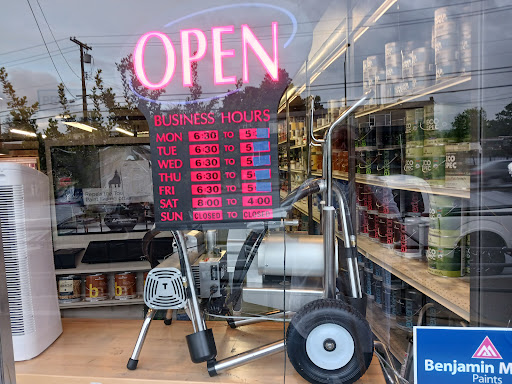 OPEN
BUSINESS HOURS
MON 6:30 TO 5
TUE 6:30 TO 5
WED 6:30 TO 5
THU 6:30 TO 5
FRI 6:30 TO 5
SAT 8:00 TO 4:00
SUN CLOSED TO CLOSED
T
Benjamin M
Paints